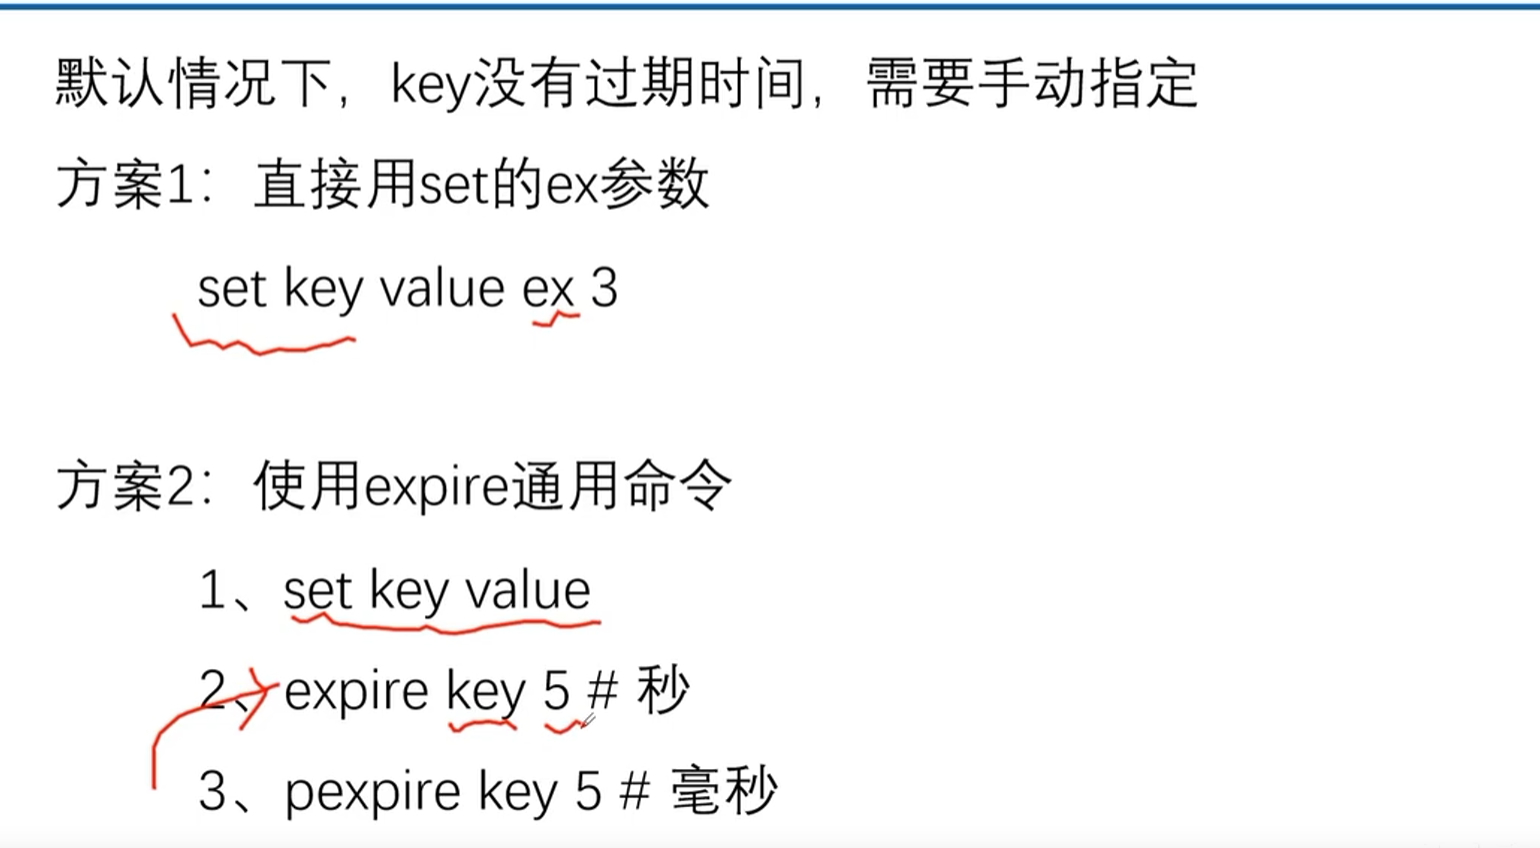 默认情况下，key没有过期时间，需要手动指定
方案1：直接用set的ex参数
set key value ex 3
方案2：使用expire通用命令
1、set key value
2、expire key 5 # 秒
3、pexpire key 5 # 毫秒